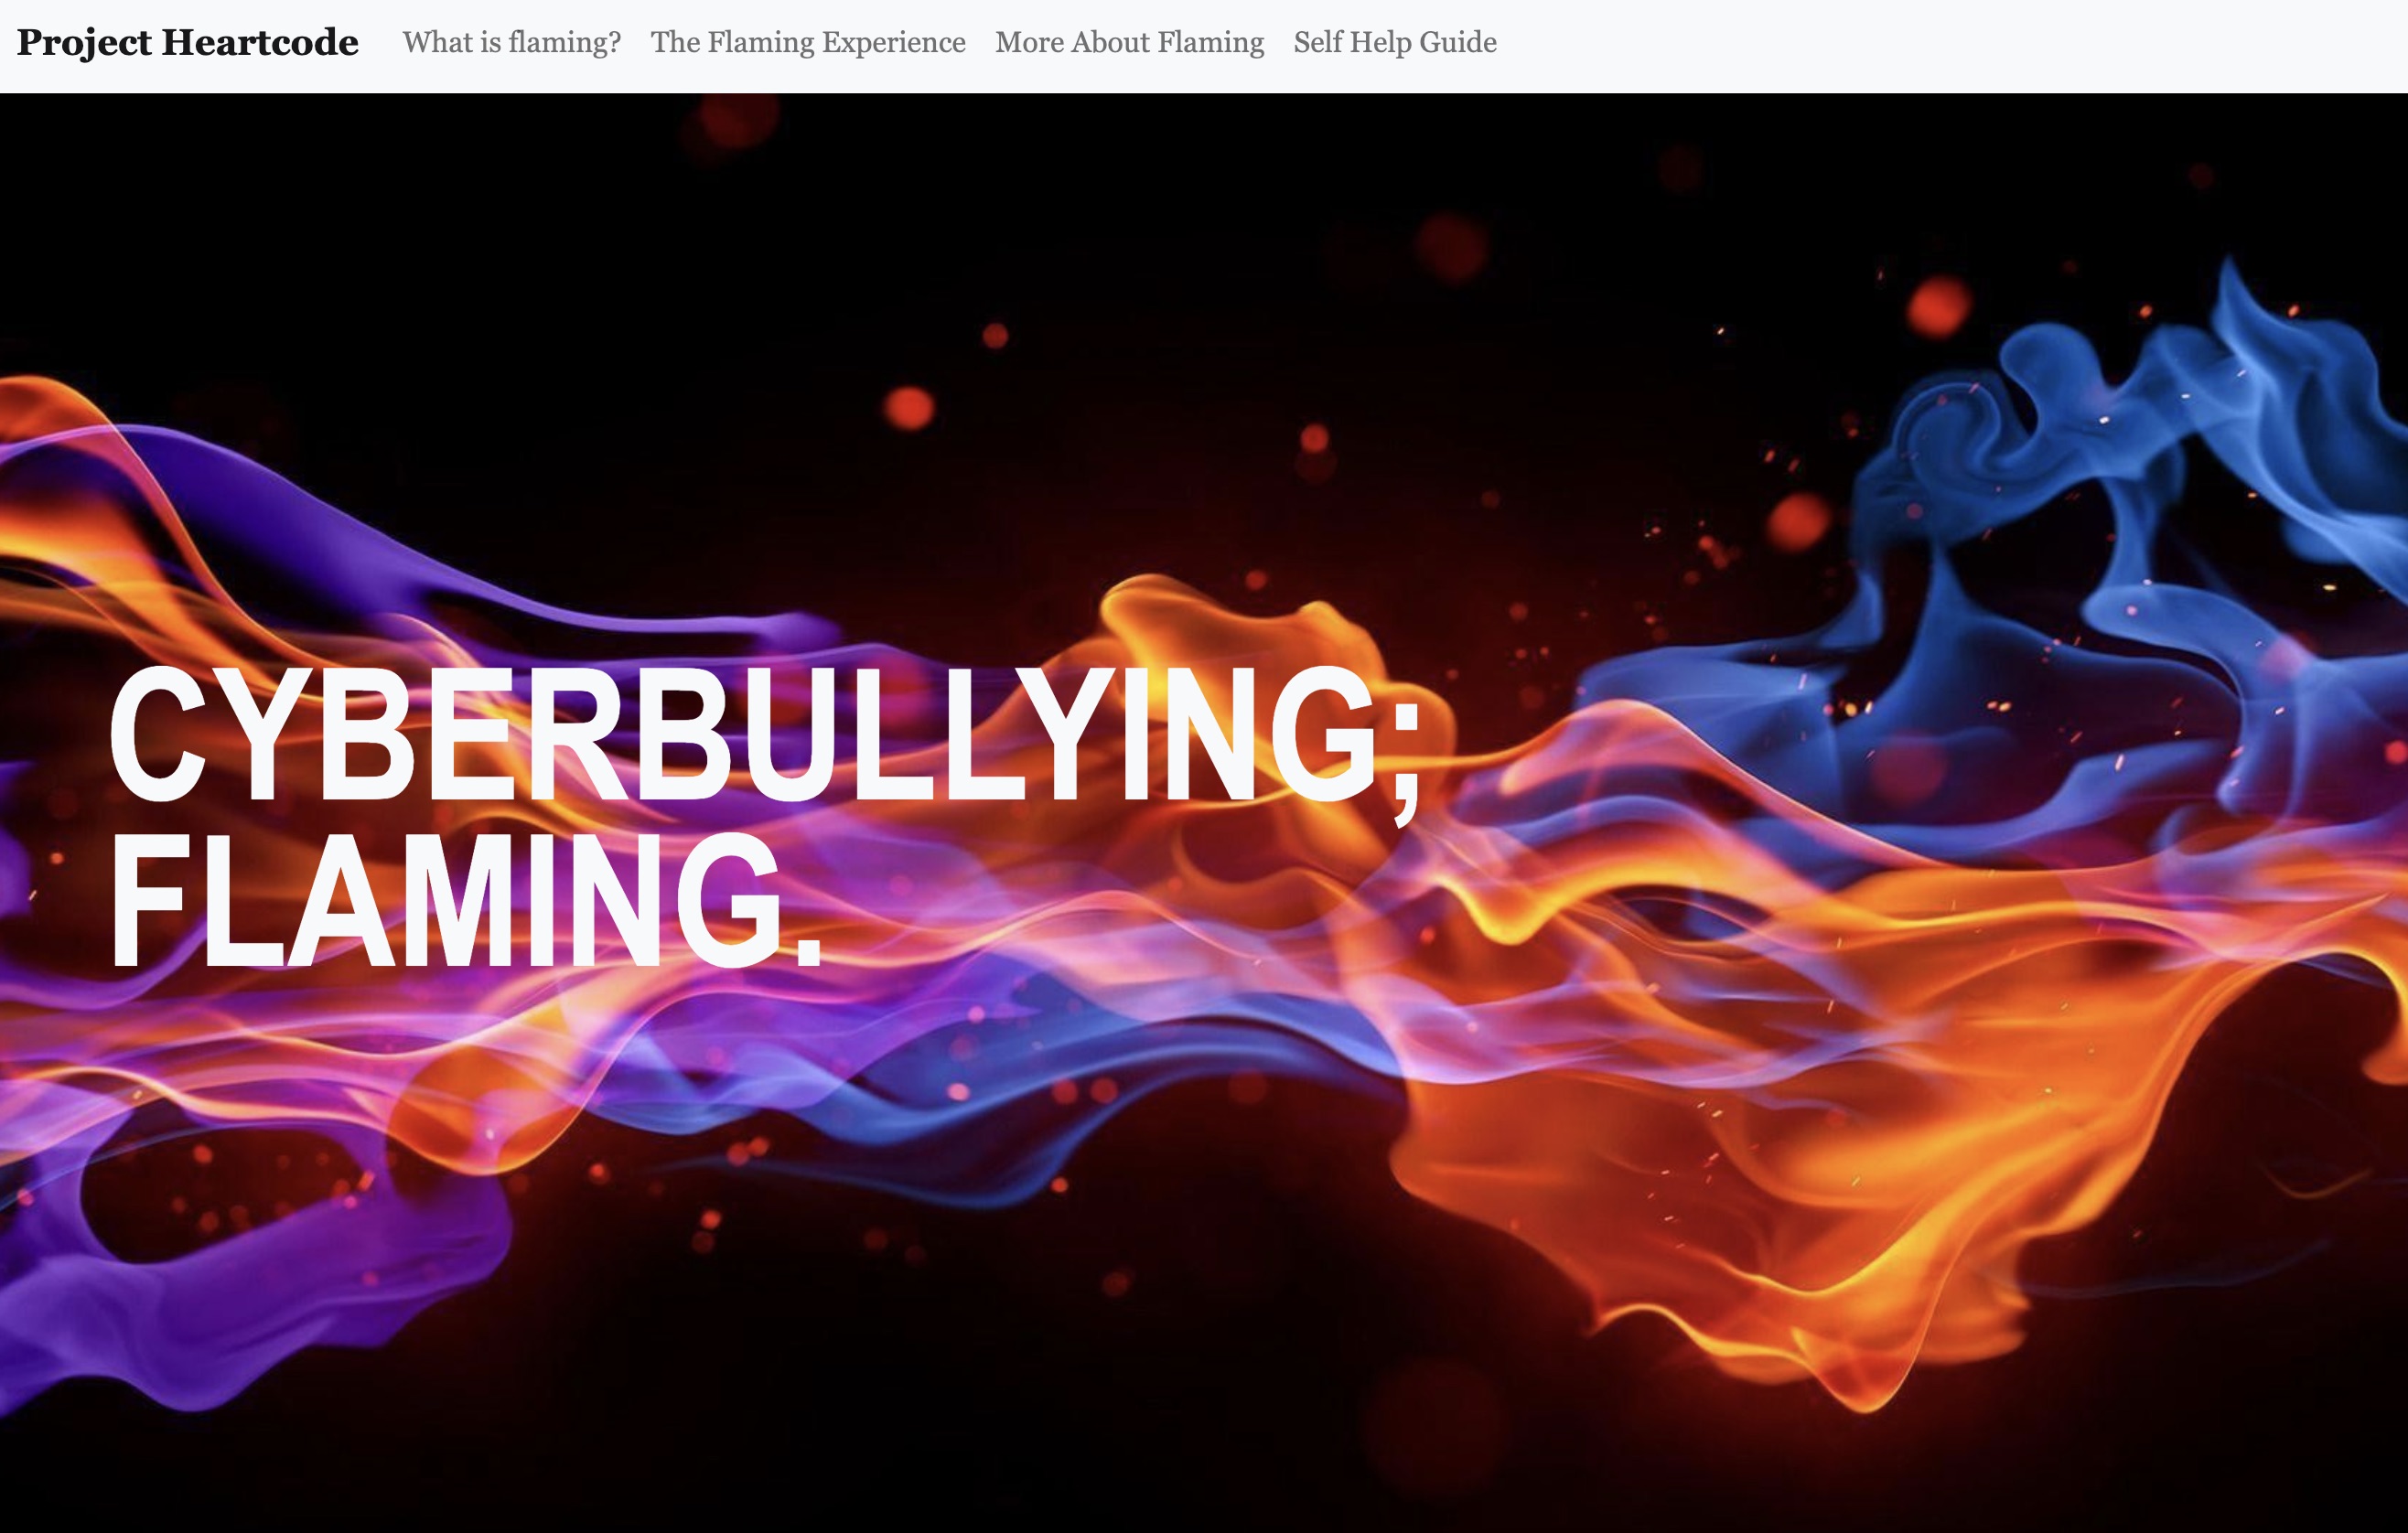 Project Heartcode What is flaming? The Flaming Experience More About Flaming Self Help Guide
CYBERBULLYING;
FLAMING.